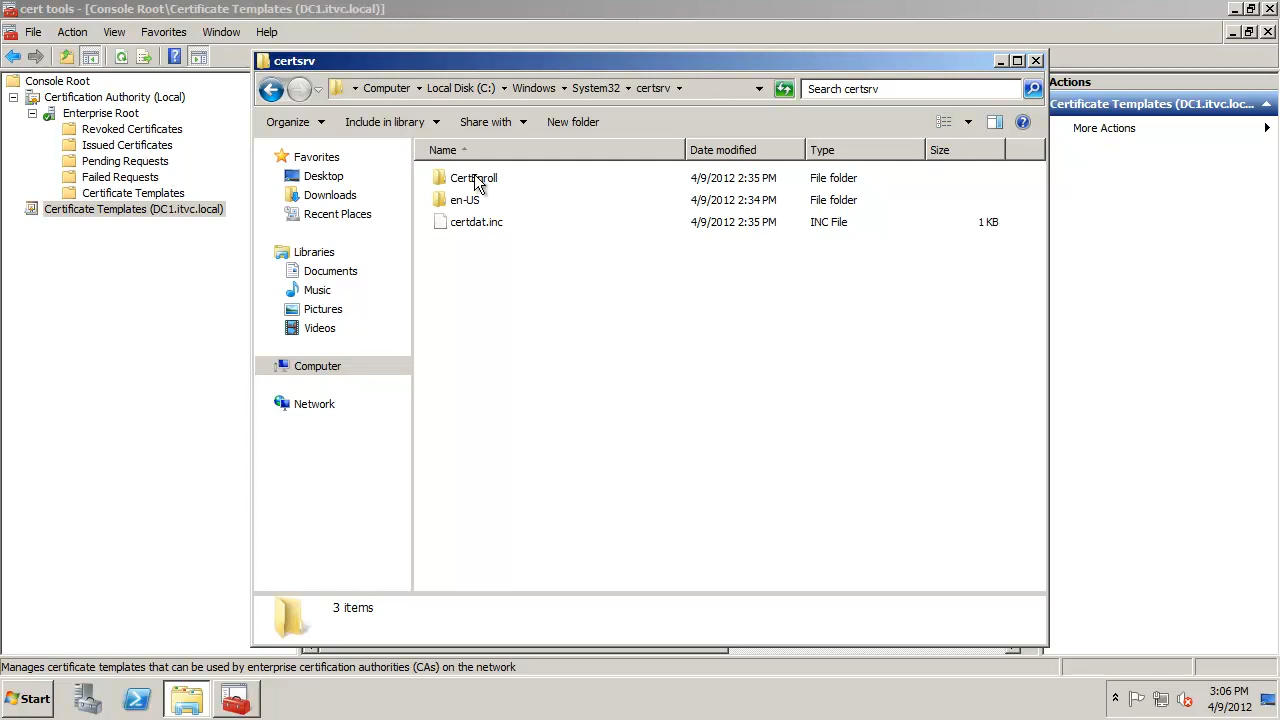 cert tools - [Console Root\Certificate Templates (DC1.itvc.local)]
File Action View Favorites Window Help
Console Root
Certification Authority (Local)
Enterprise Root
Revoked Certificates
Issued Certificates
Pending Requests
Failed Requests
Certificate Templates
Certificate Templates (DC1.itvc.local)
certsrv
Computer Local Disk (C:) Windows System32 certsrv
Search certsrv
Organize Include in library Share with New folder
Favorites
Desktop
Downloads
Recent Places
Libraries
Documents
Music
Pictures
Videos
Computer
Network
Name Date modified Type Size
4/9/2012 2:35 PM File folder
en-US 4/9/2012 2:34 PM File folder
certdat.inc 4/9/2012 2:35 PM INC File 1 KB
3 items
Actions
Certificate Templates (DC1.itvc.loc...
More Actions
Manages certificate templates that can be used by enterprise certification authorities (CAs) on the network
Start
3:06 PM
4/9/2012